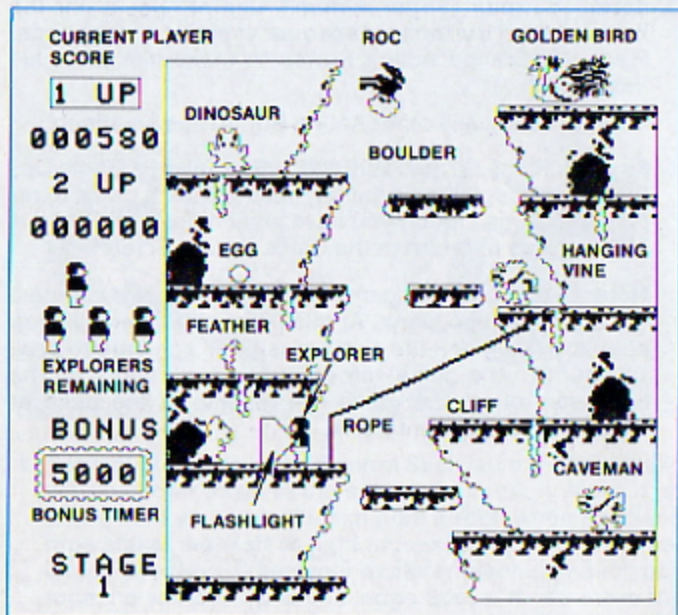 CURRENT PLAYER
SCORE
1 UP
000580
2 UP
000000
EXPLORERS
REMAINING
BONUS
5000
BONUS TIMER
STAGE
1
ROC
GOLDEN BIRD
DINOSAUR
BOULDER
EGG
HANGING
VINE
FEATHER
EXPLORER
ROPE
CLIFF
CAVEMAN
FLASHLIGHT